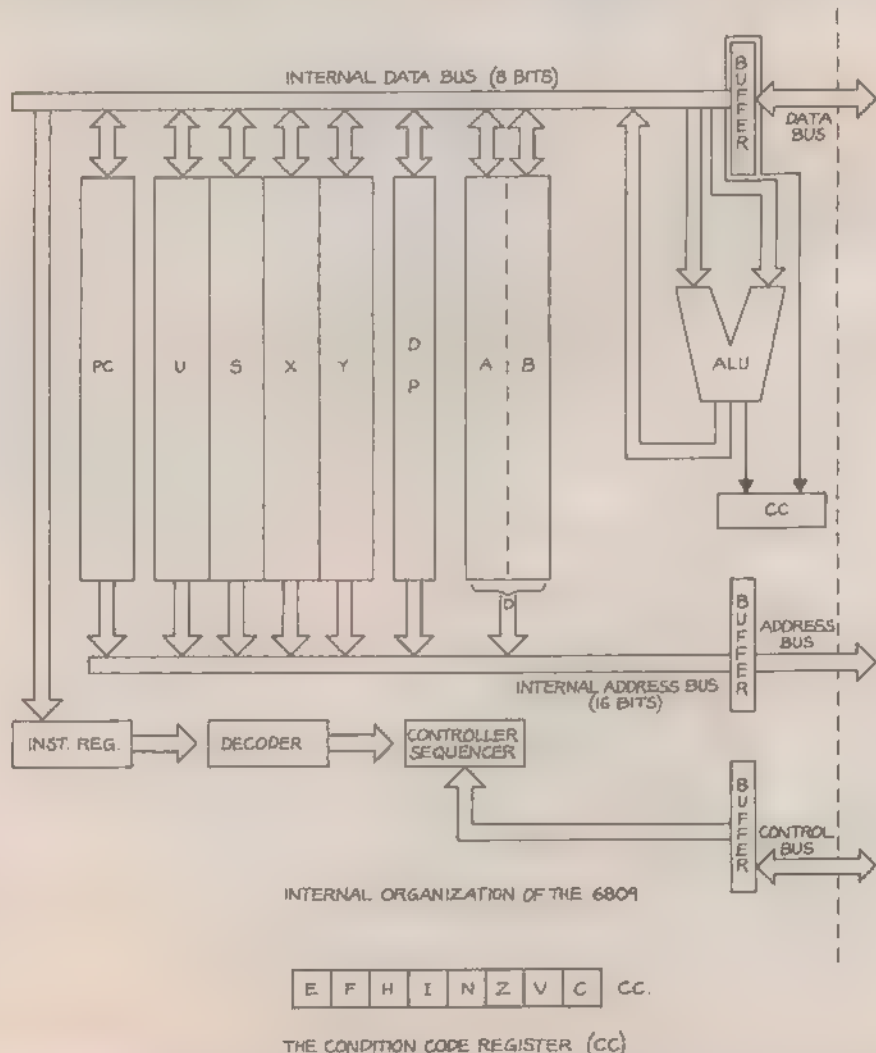 INTERNAL DATA BUS (8 BITS)
BUFFER
DATA
BUS
PC
U
S
X
Y
DP
A
B
ALU
CC
D
BUFFER
ADDRESS
BUS
INTERNAL ADDRESS BUS
(16 BITS)
INST. REG.
DECODER
CONTROLLER
SEQUENCER
BUFFER
CONTROL
BUS
INTERNAL ORGANIZATION OF THE 6809
E F H I N Z V C CC.
THE CONDITION CODE REGISTER (CC)